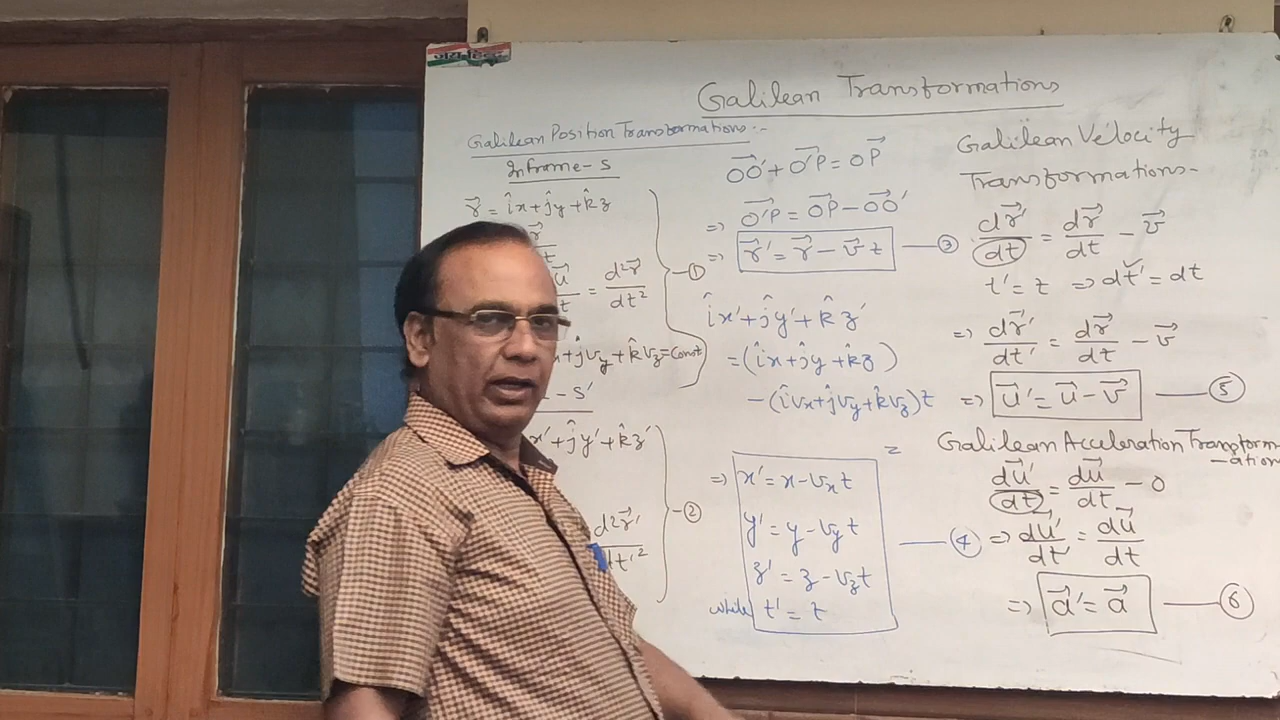 जय हिन्द
Galilean Transformations
Galilean Position Transformations:-
In frame-S
r⃗ = îx+ĵy+k̂z
= d²r⃗/dt²
+ĵvy+k̂vz=Const
①
-S'
x'+ĵy'+k̂z'
d²r⃗'/dt'²
②
OO⃗'+O'P⃗ = OP⃗
⇒ O'P⃗ = OP⃗ - OO⃗'
⇒ r⃗' = r⃗ - v⃗t ③
îx'+ĵy'+k̂z'
=(îx+ĵy+k̂z)
-(îvx+ĵvy+k̂vz)t
⇒ x' = x-vxt
y' = y-vyt
z' = z-vzt
while t' = t
④
Galilean Velocity
Transformations-
dr⃗'/dt = dr⃗/dt - v⃗
t'=t ⇒ dt'=dt
⇒ dr⃗'/dt' = dr⃗/dt - v⃗
⇒ u⃗' = u⃗ - v⃗ ⑤
= Galilean Acceleration Transform
-ation
du⃗'/dt = du⃗/dt - 0
⇒ du⃗'/dt' = du⃗/dt
⇒ a⃗' = a⃗ ⑥